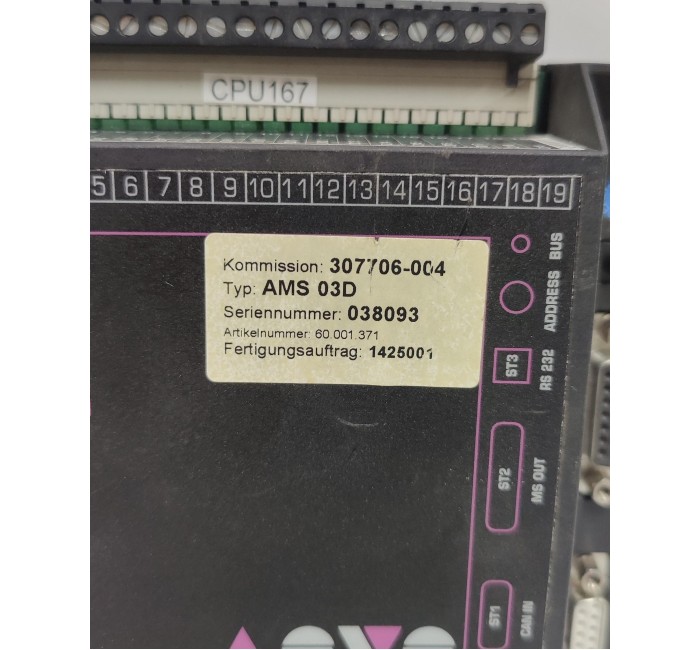 CPU167
5 6 7 8 9 10 11 12 13 14 15 16 17 18 19
Kommission: 307706-004
Typ: AMS 03D
Seriennummer: 038093
Artikelnummer: 60.001.371
Fertigungsauftrag: 1425001
BUS
ADDRESS
ST3
RS 232
ST2
MS OUT
ST1
CAN IN